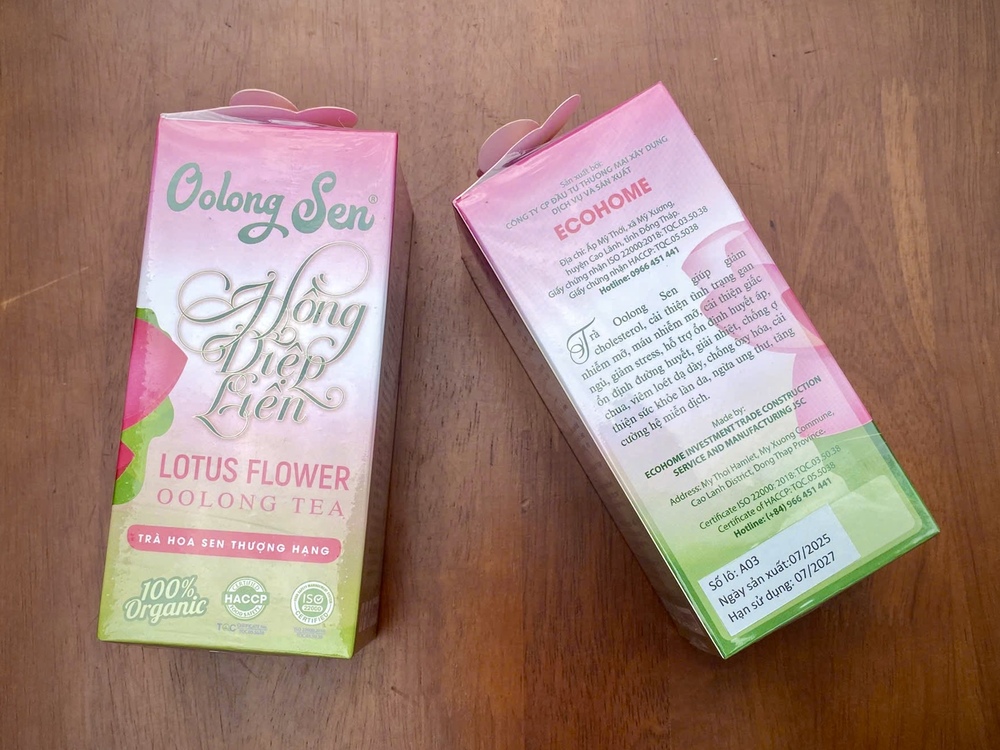 Oolong Sen®
Hồng
Diệp
Liên
LOTUS FLOWER
OOLONG TEA
TRÀ HOA SEN THƯỢNG HẠNG
100%
Organic
CERTIFIED
HACCP
ISO
22000
CERTIFIED
TQC
Sản xuất bởi:
CÔNG TY CP ĐẦU TƯ THƯƠNG MẠI XÂY DỰNG
DỊCH VỤ VÀ SẢN XUẤT
ECOHOME
Địa chỉ: Ấp Mỹ Thới, xã Mỹ Xương,
huyện Cao Lãnh, tỉnh Đồng Tháp.
Giấy chứng nhận ISO 22000:2018: TQC.03.50.38
Giấy chứng nhận HACCP: TQC.05.5038
Hotline: 0966 451 441
Trà Oolong Sen giúp giảm
cholesterol, cải thiện tình trạng gan
nhiễm mỡ, máu nhiễm mỡ, cải thiện giấc
ngủ, giảm stress, hỗ trợ ổn định huyết áp,
ổn định đường huyết, giải nhiệt, chống ợ
chua, viêm loét dạ dày, chống ôxy hóa, cải
thiện sức khỏe làn da, ngừa ung thư, tăng
cường hệ miễn dịch.
Made by:
ECOHOME INVESTMENT TRADE CONSTRUCTION
SERVICE AND MANUFACTURING JSC
Address: My Thoi Hamlet, My Xuong Commune,
Cao Lanh District, Dong Thap Province.
Certificate ISO 22000: 2018: TQC.03.50.38
Certificate of HACCP: TQC.05.5038
Hotline: (+84) 966 451 441
Số lô: A03
Ngày sản xuất:07/2025
Hạn sử dụng: 07/2027